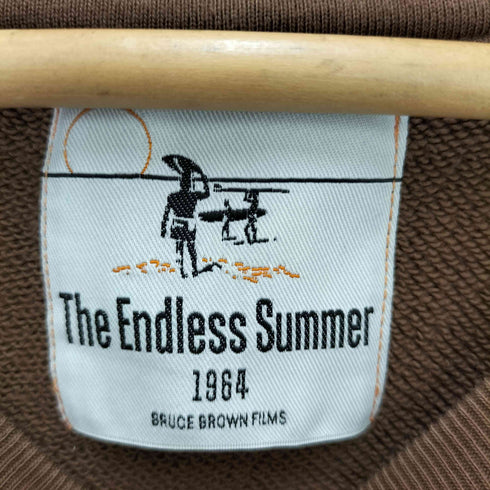 The Endless Summer
1964
BRUCE BROWN FILMS